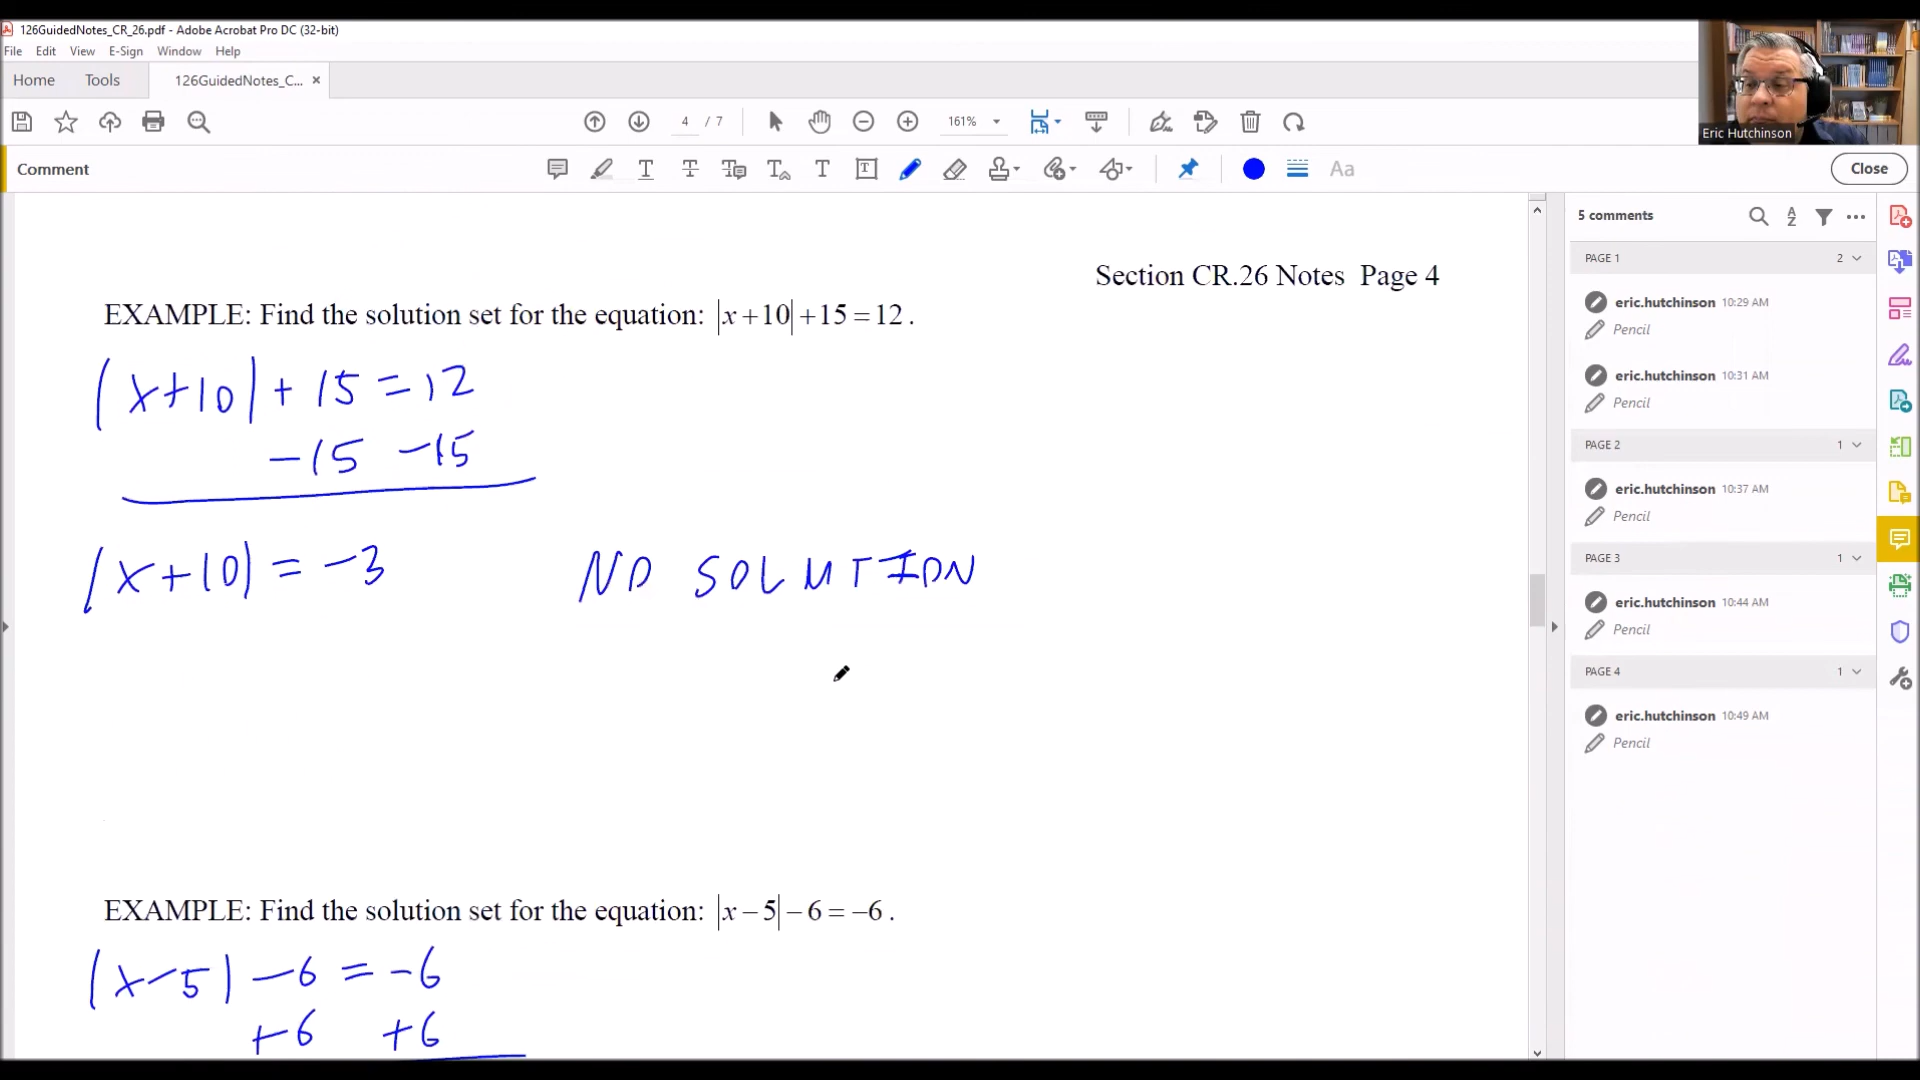 126GuidedNotes_CR_26.pdf - Adobe Acrobat Pro DC (32-bit)
File Edit View E-Sign Window Help
Home Tools 126GuidedNotes_C... ×
4 / 7 161%
Eric Hutchinson
Comment
Aa
Close
5 comments
Section CR.26 Notes Page 4
EXAMPLE: Find the solution set for the equation: |x+10|+15=12.
|x+10|+15=12
-15 -15
|x+10|=-3 NO SOLUTION
EXAMPLE: Find the solution set for the equation: |x-5|-6=-6.
|x-5|-6=-6
+6 +6
PAGE 1 2
eric.hutchinson 10:29 AM
Pencil
eric.hutchinson 10:31 AM
Pencil
PAGE 2 1
eric.hutchinson 10:37 AM
Pencil
PAGE 3 1
eric.hutchinson 10:44 AM
Pencil
PAGE 4 1
eric.hutchinson 10:49 AM
Pencil